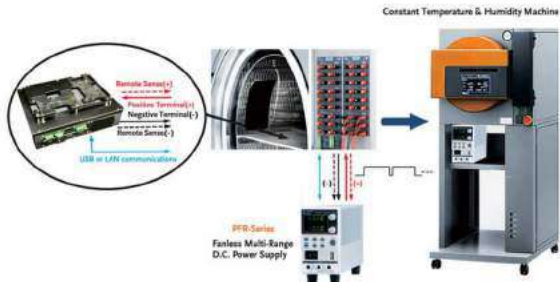 Constant Temperature & Humidity Machine
Remote Sense(+)
Positive Terminal(+)
Negative Terminal(-)
Remote Sense(-)
USB or LAN communications
(-)
(+)
PFR-Series
Fanless Multi-Range
D.C. Power Supply